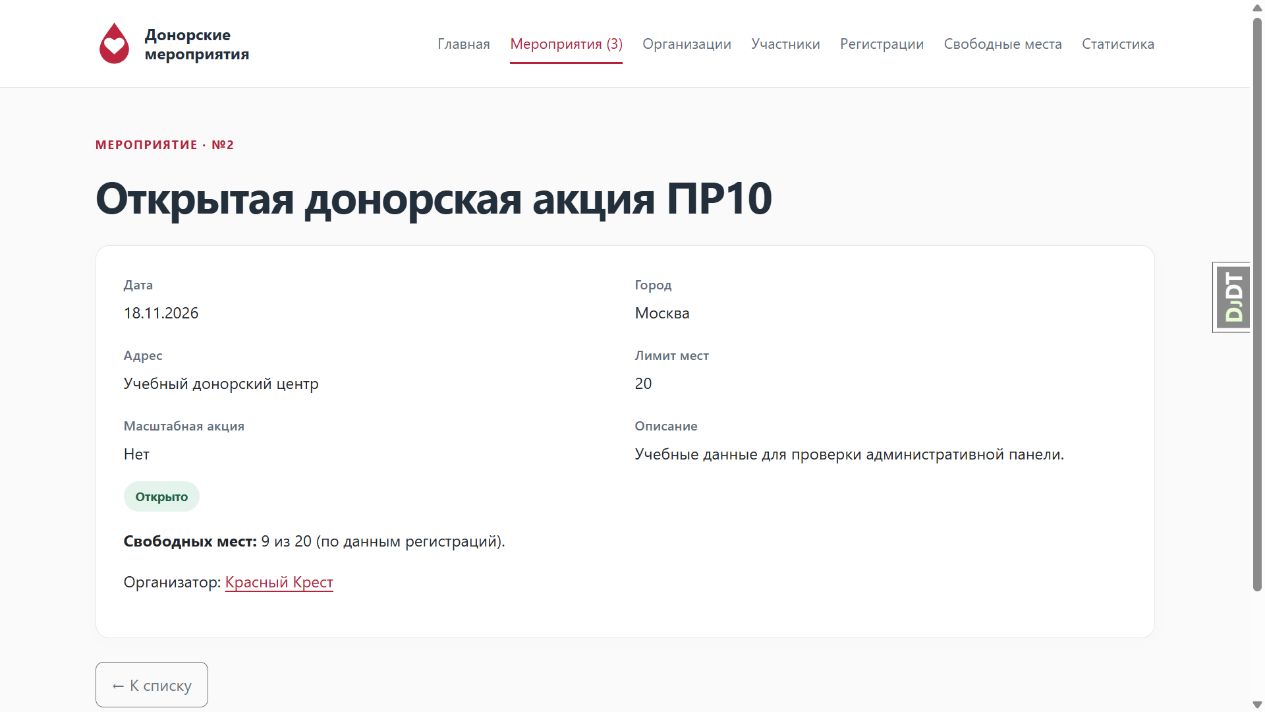 Донорские
мероприятия
Главная Мероприятия (3) Организации Участники Регистрации Свободные места Статистика
МЕРОПРИЯТИЕ · №2
Открытая донорская акция ПР10
Дата
18.11.2026
Город
Москва
Адрес
Учебный донорский центр
Лимит мест
20
Масштабная акция
Нет
Описание
Учебные данные для проверки административной панели.
Открыто
Свободных мест: 9 из 20 (по данным регистраций).
Организатор: Красный Крест
← К списку
DJDT